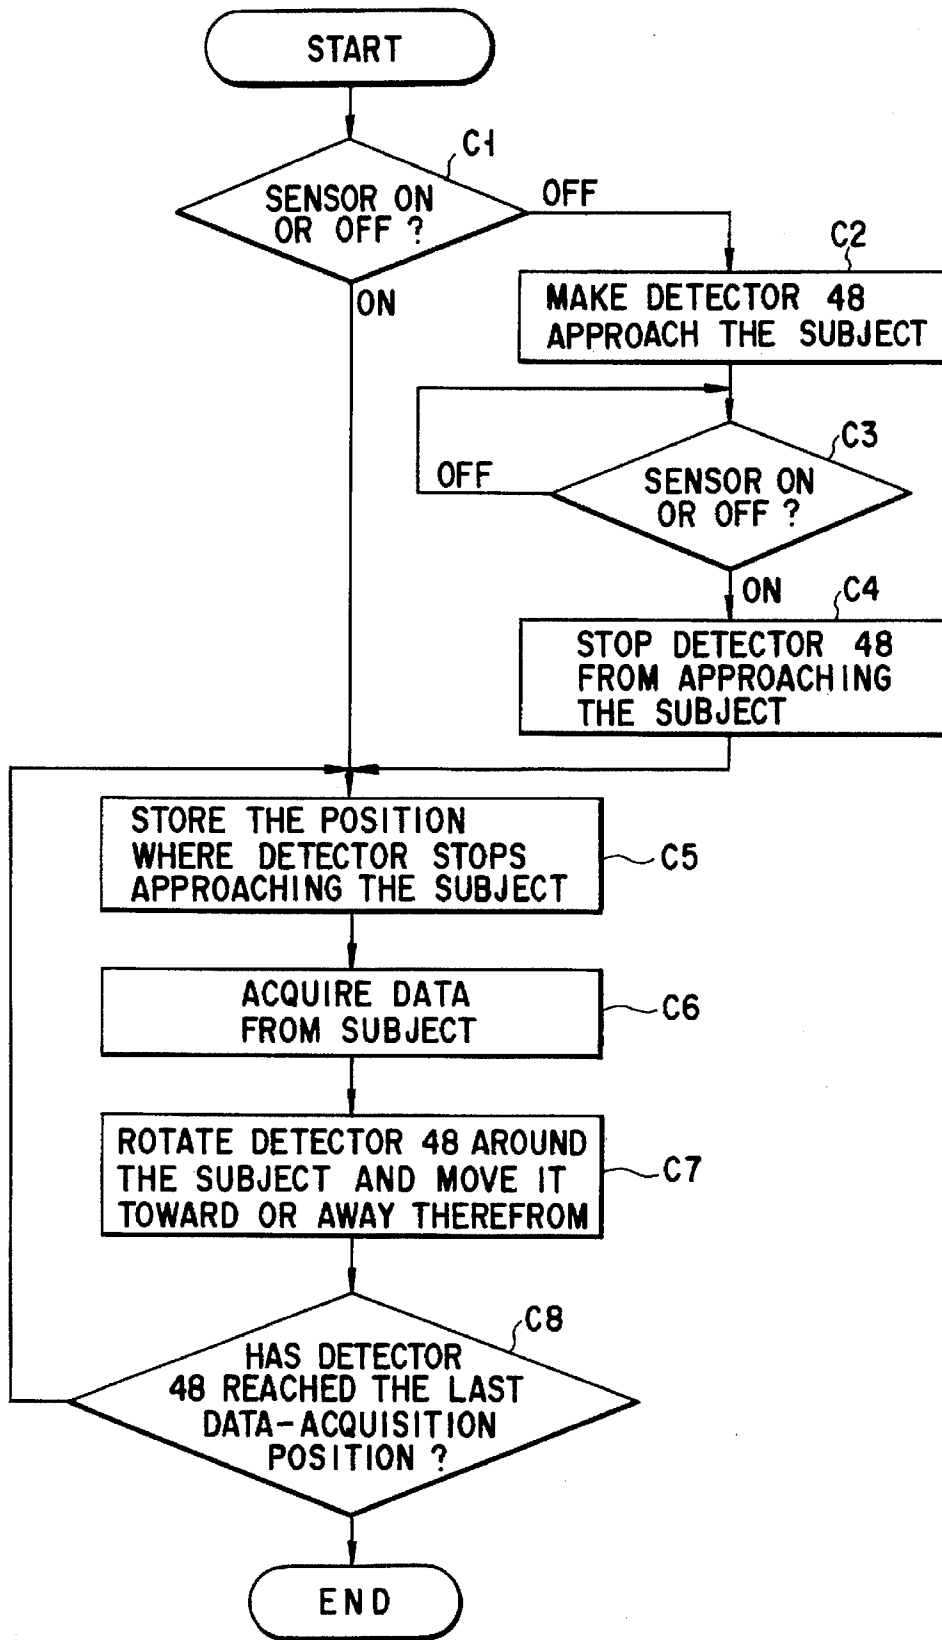 START
C1
SENSOR ON
OR OFF ?
OFF
ON
C2
MAKE DETECTOR 48
APPROACH THE SUBJECT
C3
SENSOR ON
OR OFF ?
OFF
ON
C4
STOP DETECTOR 48
FROM APPROACHING
THE SUBJECT
STORE THE POSITION
WHERE DETECTOR STOPS
APPROACHING THE SUBJECT
C5
ACQUIRE DATA
FROM SUBJECT
C6
ROTATE DETECTOR 48 AROUND
THE SUBJECT AND MOVE IT
TOWARD OR AWAY THEREFROM
C7
C8
HAS DETECTOR
48 REACHED THE LAST
DATA-ACQUISITION
POSITION ?
END